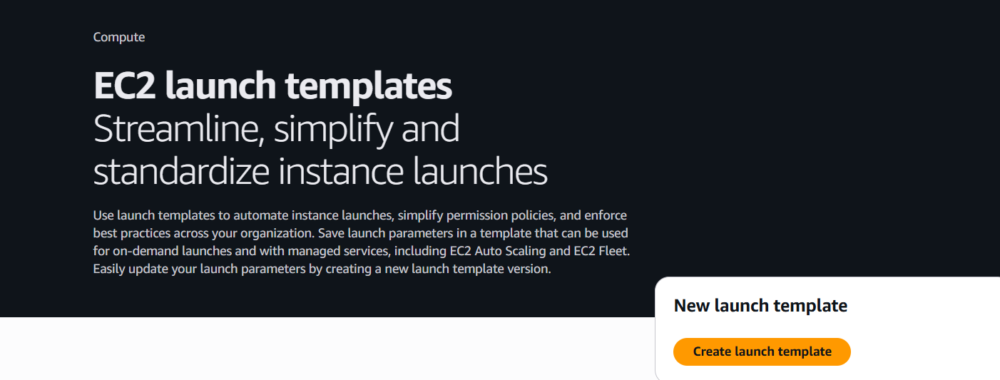 Compute
EC2 launch templates
Streamline, simplify and
standardize instance launches
Use launch templates to automate instance launches, simplify permission policies, and enforce
best practices across your organization. Save launch parameters in a template that can be used
for on-demand launches and with managed services, including EC2 Auto Scaling and EC2 Fleet.
Easily update your launch parameters by creating a new launch template version.
New launch template
Create launch template